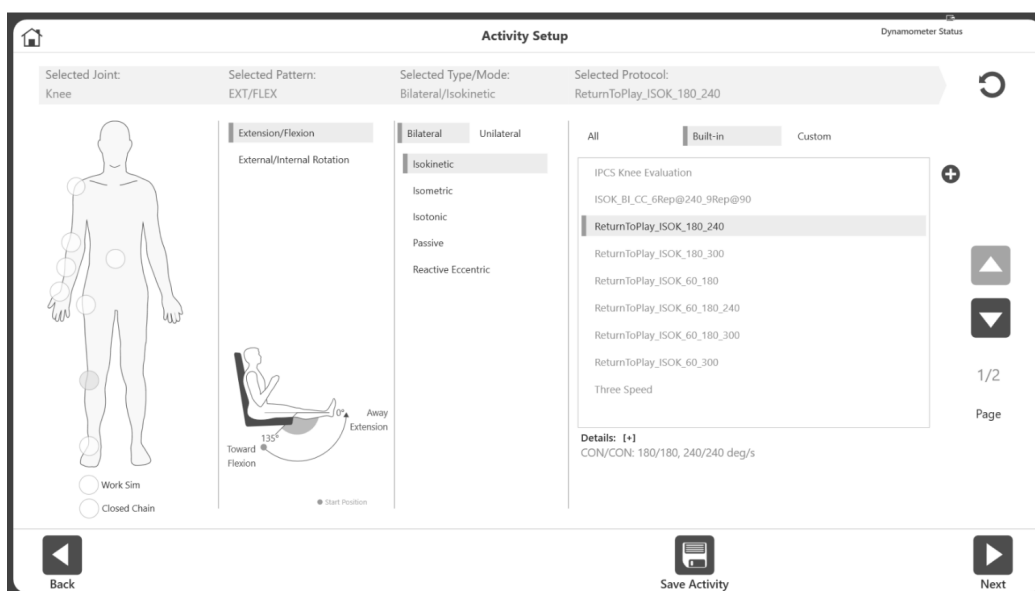 Activity Setup
Dynamometer Status
Selected Joint:
Knee
Selected Pattern:
EXT/FLEX
Selected Type/Mode:
Bilateral/Isokinetic
Selected Protocol:
ReturnToPlay_ISOK_180_240
Extension/Flexion
External/Internal Rotation
Bilateral
Unilateral
Isokinetic
Isometric
Isotonic
Passive
Reactive Eccentric
All
Built-in
Custom
IPCS Knee Evaluation
ISOK_BI_CC_6Rep@240_9Rep@90
ReturnToPlay_ISOK_180_240
ReturnToPlay_ISOK_180_300
ReturnToPlay_ISOK_60_180
ReturnToPlay_ISOK_60_180_240
ReturnToPlay_ISOK_60_180_300
ReturnToPlay_ISOK_60_300
Three Speed
1/2
Page
Details: [+]
CON/CON: 180/180, 240/240 deg/s
0°
Away
Extension
135°
Toward
Flexion
Start Position
Work Sim
Closed Chain
Back
Save Activity
Next